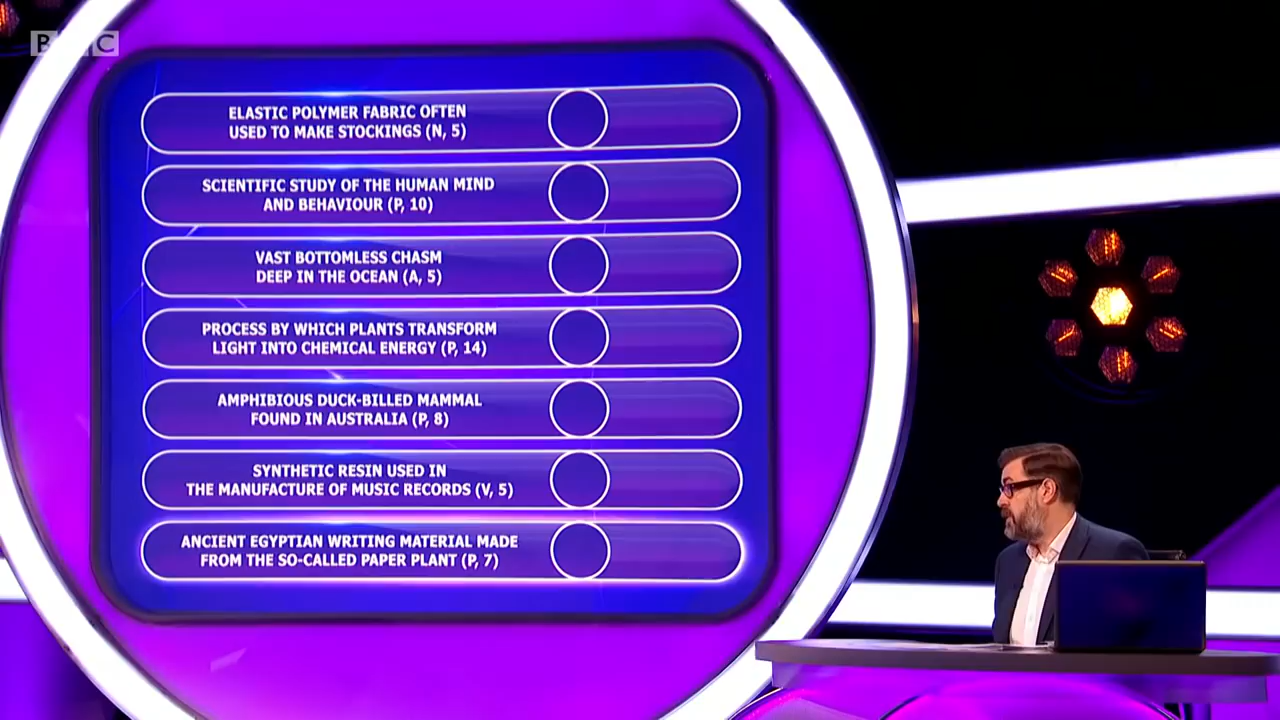 BBC
ELASTIC POLYMER FABRIC OFTEN
USED TO MAKE STOCKINGS (N, 5)
SCIENTIFIC STUDY OF THE HUMAN MIND
AND BEHAVIOUR (P, 10)
VAST BOTTOMLESS CHASM
DEEP IN THE OCEAN (A, 5)
PROCESS BY WHICH PLANTS TRANSFORM
LIGHT INTO CHEMICAL ENERGY (P, 14)
AMPHIBIOUS DUCK-BILLED MAMMAL
FOUND IN AUSTRALIA (P, 8)
SYNTHETIC RESIN USED IN
THE MANUFACTURE OF MUSIC RECORDS (V, 5)
ANCIENT EGYPTIAN WRITING MATERIAL MADE
FROM THE SO-CALLED PAPER PLANT (P, 7)